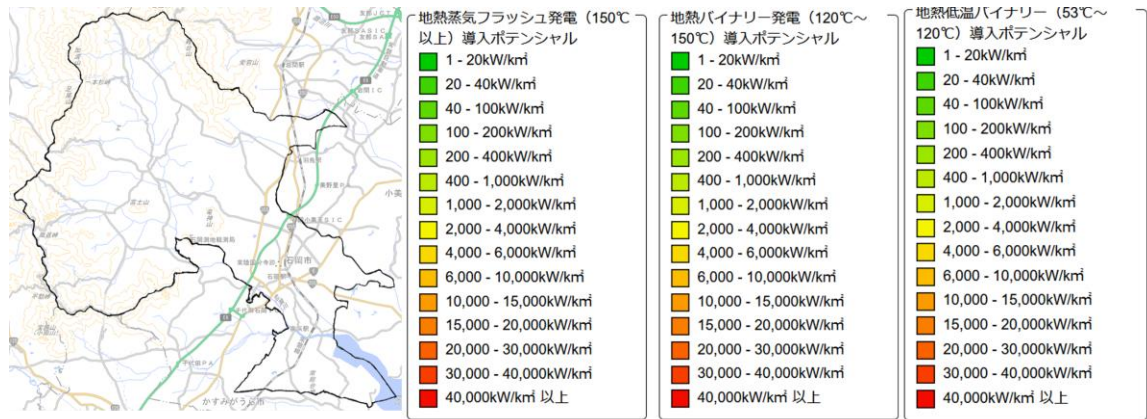 石岡市
かすみがうら市
地熱蒸気フラッシュ発電（150℃
以上）導入ポテンシャル
1 - 20kW/k㎡
20 - 40kW/k㎡
40 - 100kW/k㎡
100 - 200kW/k㎡
200 - 400kW/k㎡
400 - 1,000kW/k㎡
1,000 - 2,000kW/k㎡
2,000 - 4,000kW/k㎡
4,000 - 6,000kW/k㎡
6,000 - 10,000kW/k㎡
10,000 - 15,000kW/k㎡
15,000 - 20,000kW/k㎡
20,000 - 30,000kW/k㎡
30,000 - 40,000kW/k㎡
40,000kW/k㎡ 以上
地熱バイナリー発電（120℃～
150℃）導入ポテンシャル
1 - 20kW/k㎡
20 - 40kW/k㎡
40 - 100kW/k㎡
100 - 200kW/k㎡
200 - 400kW/k㎡
400 - 1,000kW/k㎡
1,000 - 2,000kW/k㎡
2,000 - 4,000kW/k㎡
4,000 - 6,000kW/k㎡
6,000 - 10,000kW/k㎡
10,000 - 15,000kW/k㎡
15,000 - 20,000kW/k㎡
20,000 - 30,000kW/k㎡
30,000 - 40,000kW/k㎡
40,000kW/k㎡ 以上
地熱低温バイナリー（53℃～
120℃）導入ポテンシャル
1 - 20kW/k㎡
20 - 40kW/k㎡
40 - 100kW/k㎡
100 - 200kW/k㎡
200 - 400kW/k㎡
400 - 1,000kW/k㎡
1,000 - 2,000kW/k㎡
2,000 - 4,000kW/k㎡
4,000 - 6,000kW/k㎡
6,000 - 10,000kW/k㎡
10,000 - 15,000kW/k㎡
15,000 - 20,000kW/k㎡
20,000 - 30,000kW/k㎡
30,000 - 40,000kW/k㎡
40,000kW/k㎡ 以上